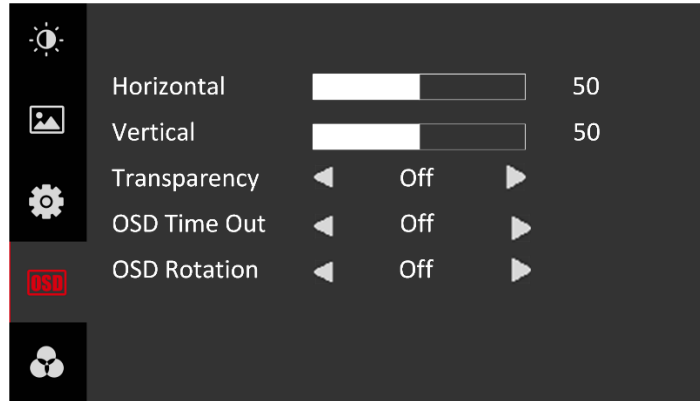 Horizontal 50
Vertical 50
Transparency Off
OSD Time Out Off
OSD OSD Rotation Off